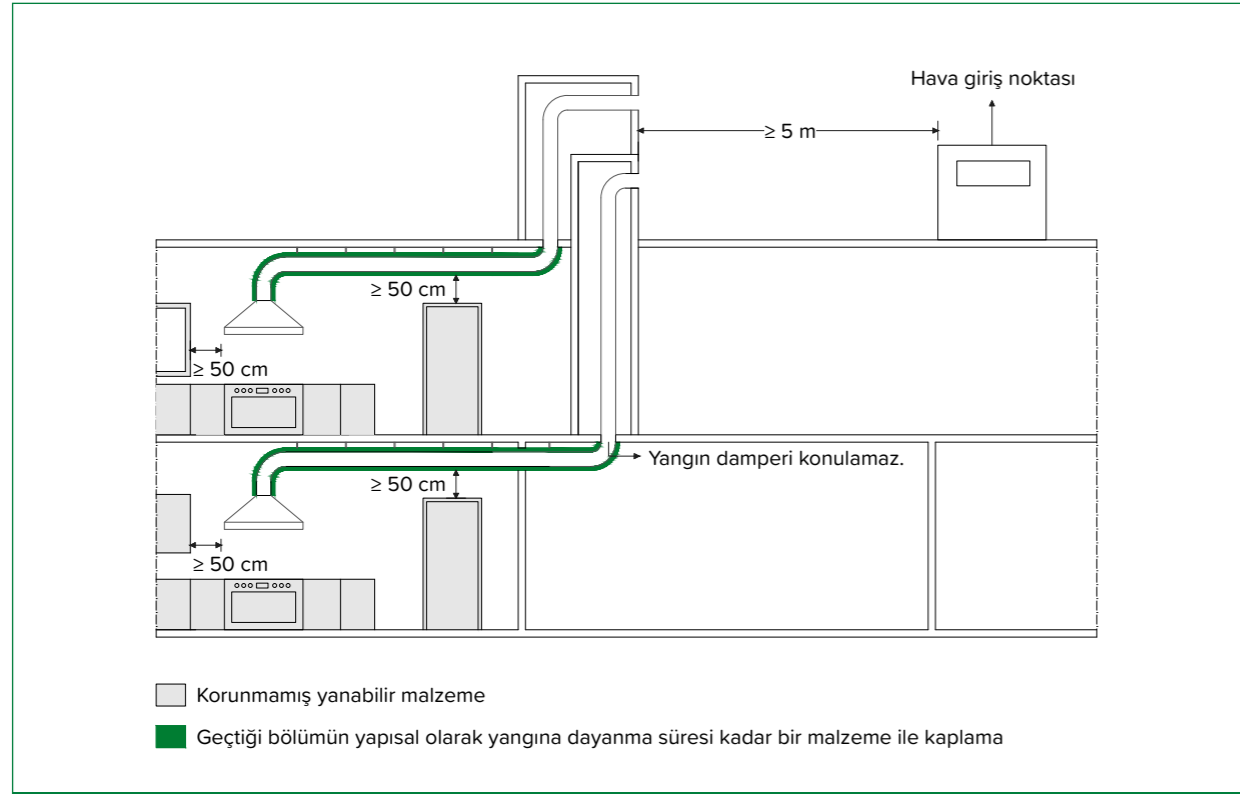 Hava giriş noktası
≥ 5 m
≥ 50 cm
≥ 50 cm
Yangın damperi konulamaz.
≥ 50 cm
≥ 50 cm
Korunmamış yanabilir malzeme
Geçtiği bölümün yapısal olarak yangına dayanma süresi kadar bir malzeme ile kaplama